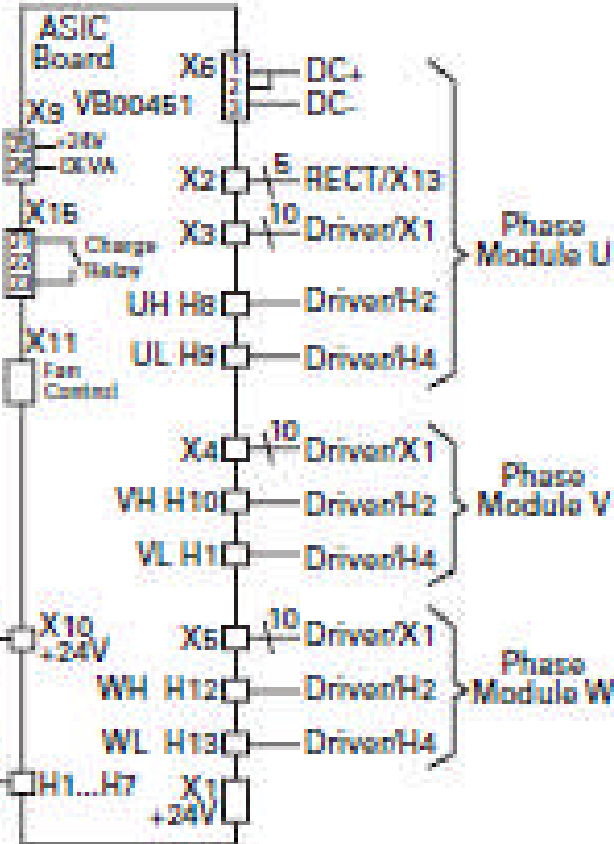 ASIC
Board
X6 1 DC+
2
3 DC-
X9 VB00451
+24V
X2 5 RECT/X13
X15
X3 10 Driver/X1
Charge
Relay
Phase
Module U
UH H8 Driver/H2
X11
UL H9 Driver/H4
Fan
Control
X4 10 Driver/X1
VH H10 Driver/H2
Phase
Module V
VL H1 Driver/H4
X10
+24V
X5 10 Driver/X1
WH H12 Driver/H2
Phase
Module W
WL H13 Driver/H4
H1...H7
X1
+24V